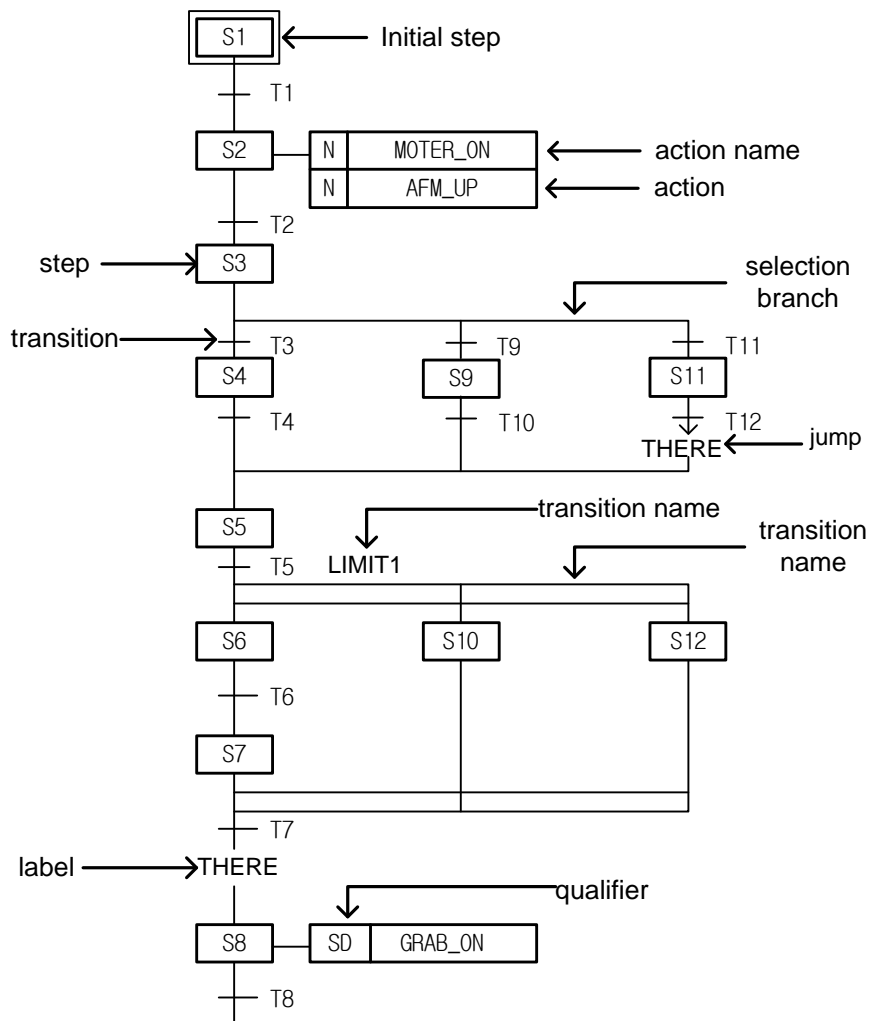 S1
Initial step
T1
S2
N MOTER_ON
action name
N AFM_UP
action
T2
step
S3
selection
branch
transition
T3
T9
T11
S4
S9
S11
T4
T10
T12
THERE
jump
transition name
S5
transition
name
T5
LIMIT1
S6
S10
S12
T6
S7
T7
label
THERE
qualifier
S8
SD GRAB_ON
T8